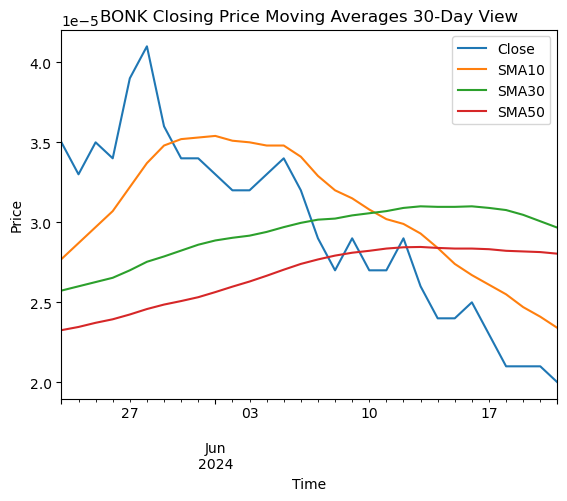 BONK Closing Price Moving Averages 30-Day View
1e−5
4.0
3.5
3.0
2.5
2.0
Price
Close
SMA10
SMA30
SMA50
27
03
10
17
Jun
2024
Time